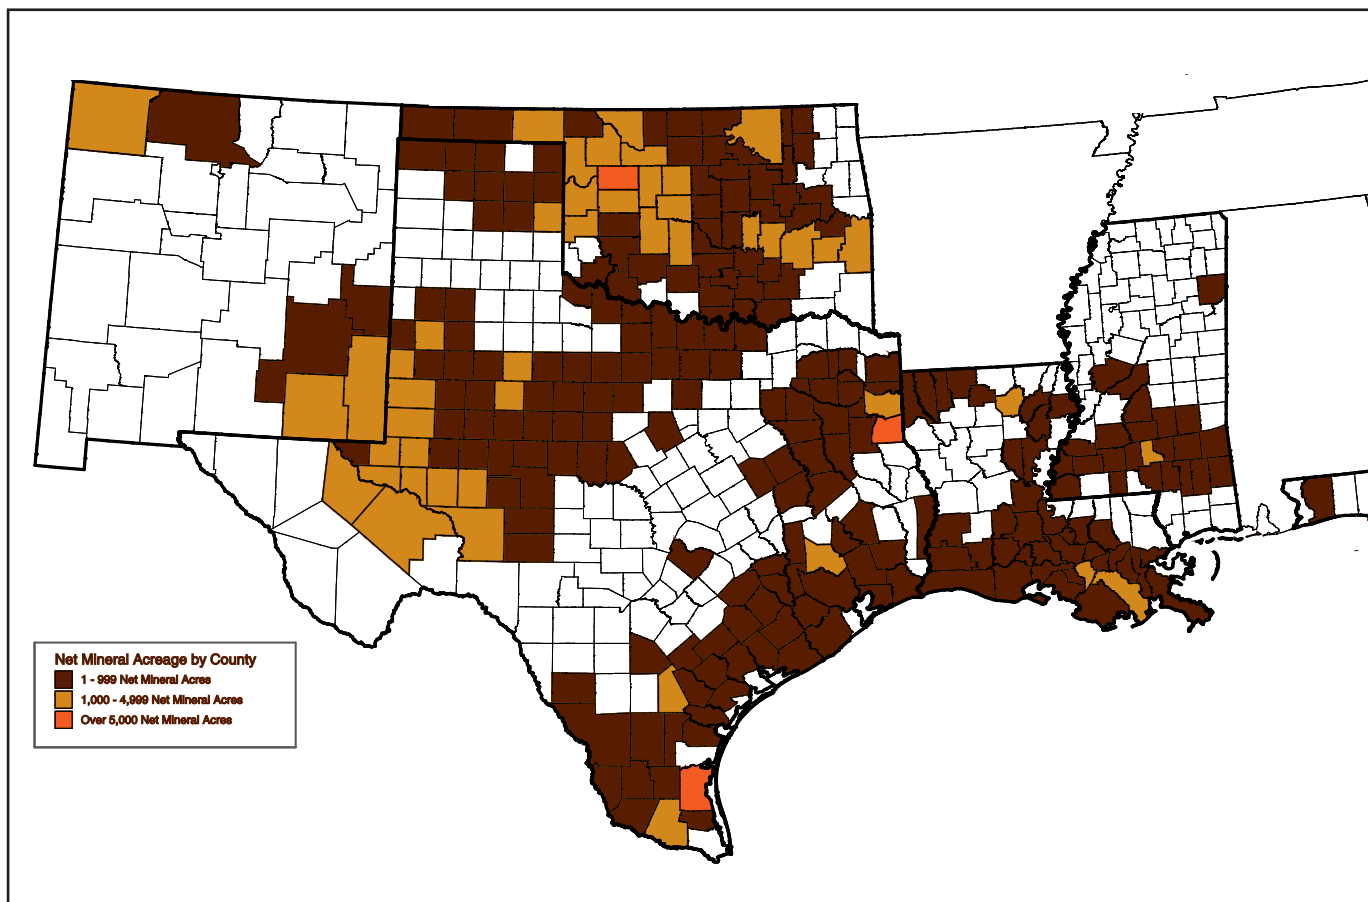 Net Mineral Acreage by County
1 - 999 Net Mineral Acres
1,000 - 4,999 Net Mineral Acres
Over 5,000 Net Mineral Acres